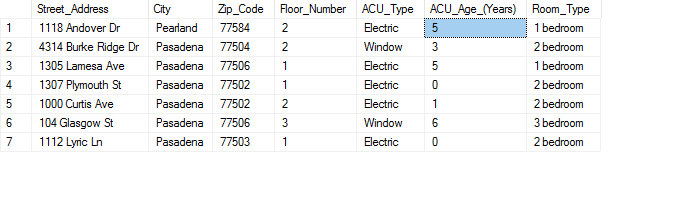 Street_Address City Zip_Code Floor_Number ACU_Type ACU_Age_(Years) Room_Type
1 1118 Andover Dr Pearland 77584 2 Electric 5 1 bedroom
2 4314 Burke Ridge Dr Pasadena 77504 2 Window 3 2 bedroom
3 1305 Lamesa Ave Pasadena 77506 1 Electric 5 1 bedroom
4 1307 Plymouth St Pasadena 77502 1 Electric 0 2 bedroom
5 1000 Curtis Ave Pasadena 77502 2 Electric 1 2 bedroom
6 104 Glasgow St Pasadena 77506 3 Window 6 3 bedroom
7 1112 Lyric Ln Pasadena 77503 1 Electric 0 2 bedroom